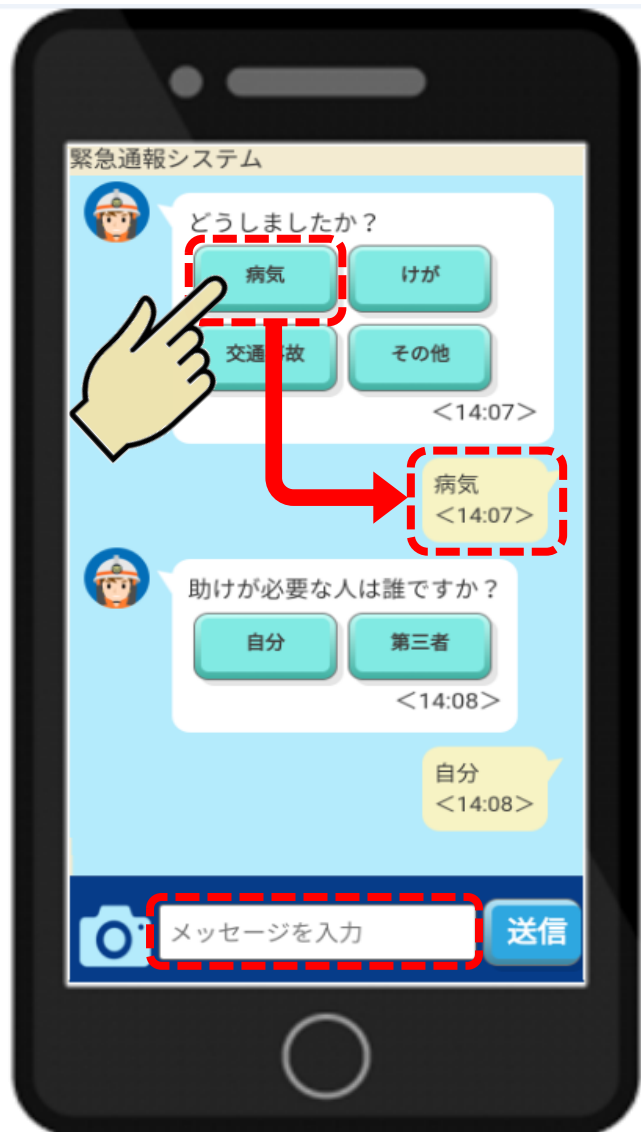 緊急通報システム
どうしましたか？
病気
けが
交通事故
その他
＜14:07＞
病気
＜14:07＞
助けが必要な人は誰ですか？
自分
第三者
＜14:08＞
自分
＜14:08＞
メッセージを入力
送信